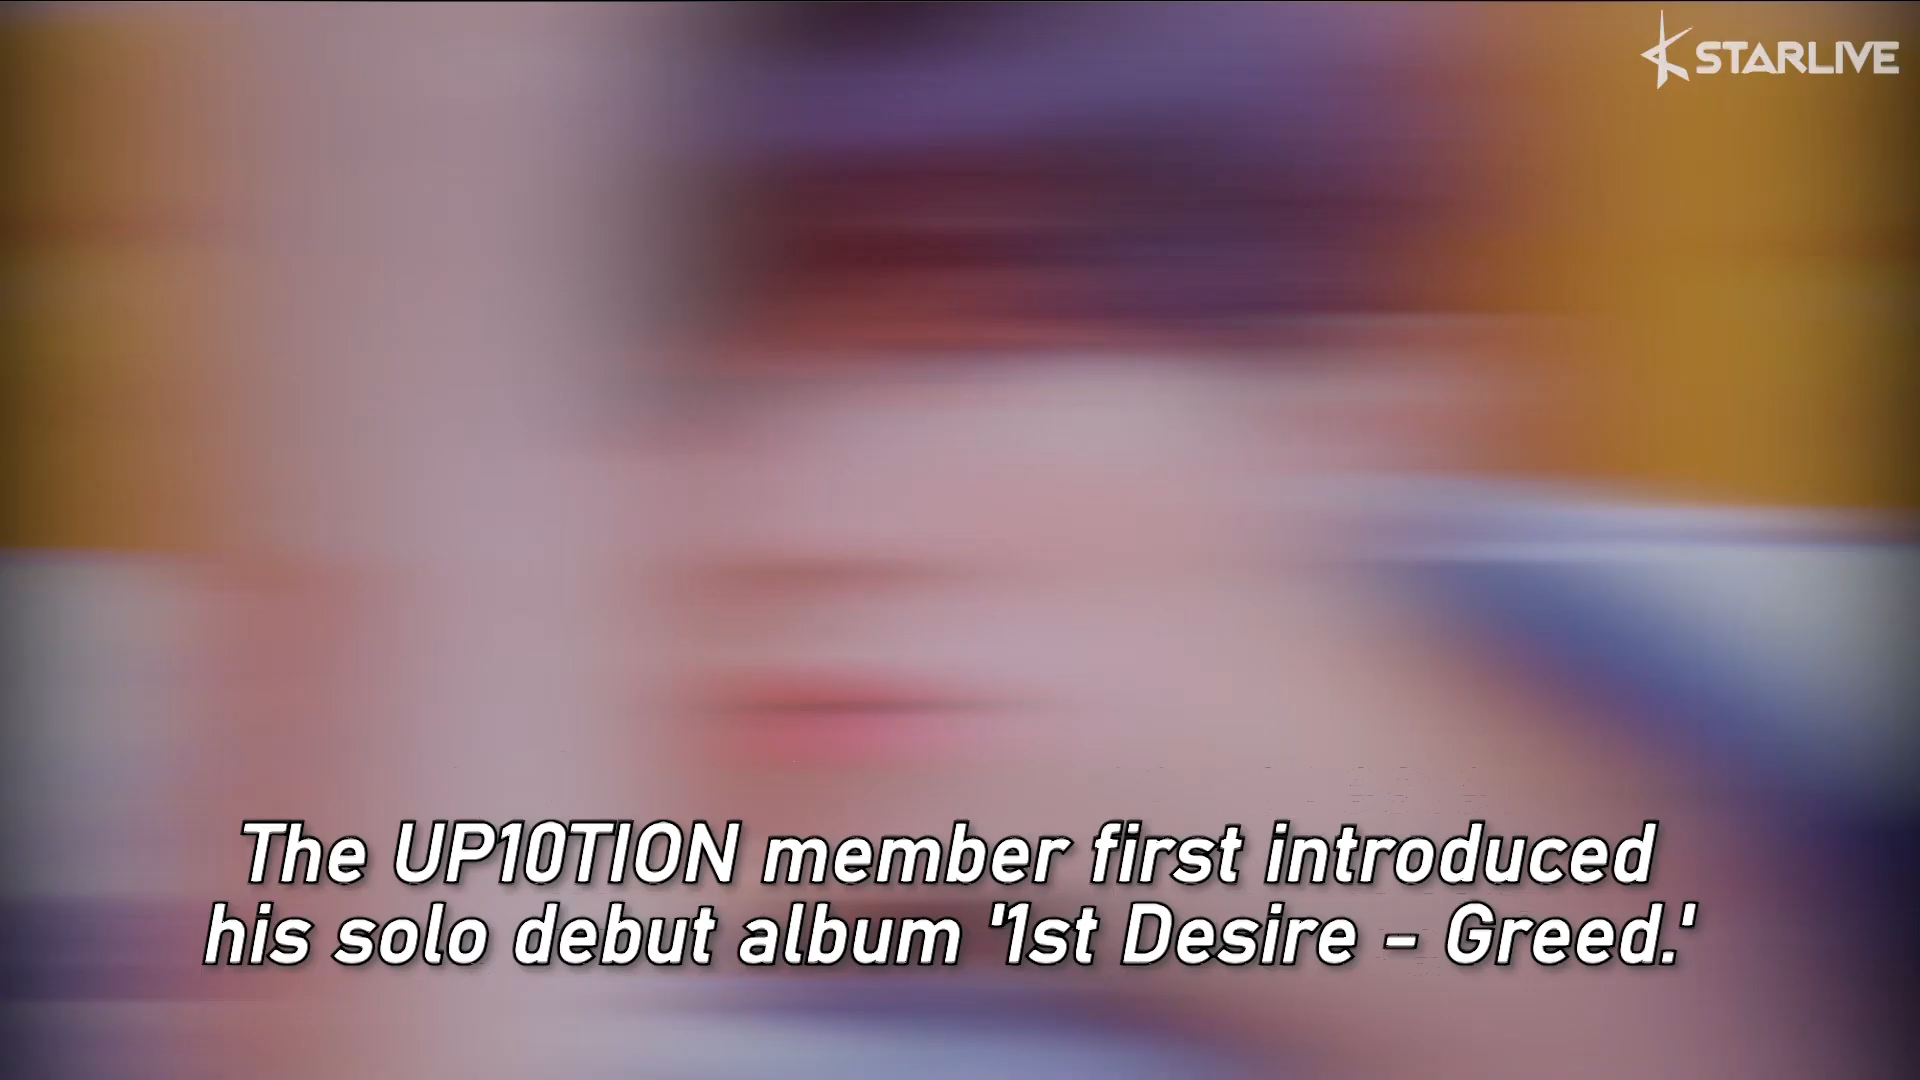 STARLIVE
The UP10TION member first introduced
his solo debut album '1st Desire - Greed.'